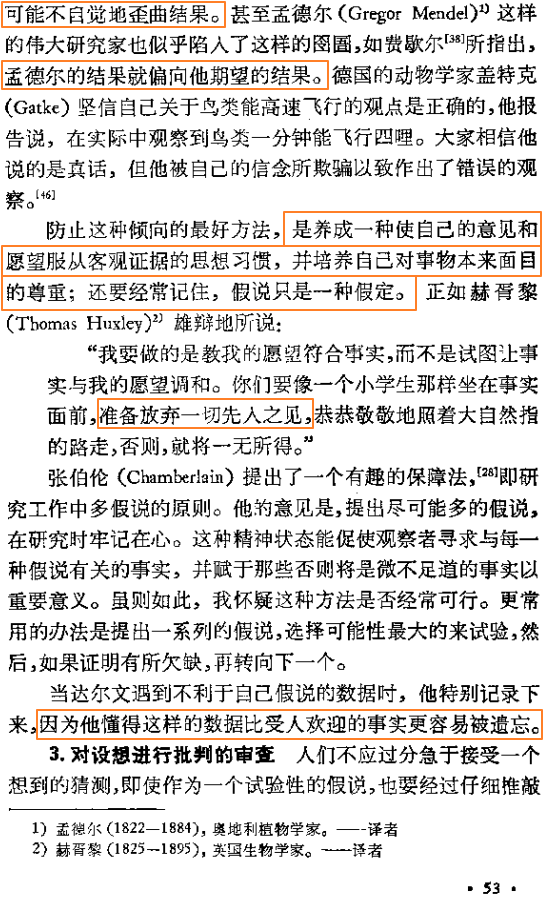 可能不自觉地歪曲结果。甚至孟德尔(Gregor Mendel)¹⁾ 这样
的伟大研究家也似乎陷入了这样的图圄,如费歇尔[38]所指出，
孟德尔的结果就偏向他期望的结果。德国的动物学家盖特克
(Gatke) 坚信自己关于鸟类能高速飞行的观点是正确的,他报
告说，在实际中观察到鸟类一分钟能飞行四哩。大家相信他
说的是真话，但他被自己的信念所欺骗以致作出了错误的观
察。[46]
防止这种倾向的最好方法，是养成一种使自己的意见和
愿望服从客观证据的思想习惯，并培养自己对事物本来面目
的尊重；还要经常记住，假说只是一种假定。正如赫胥黎
(Thomas Huxley)²⁾ 雄辩地所说：
“我要做的是教我的愿望符合事实,而不是试图让事
实与我的愿望调和。你们要像一个小学生那样坐在事实
面前,准备放弃一切先入之见,恭恭敬敬地照着大自然指
的路走,否则,就将一无所得。”
张伯伦 (Chamberlain) 提出了一个有趣的保障法,[28]即研
究工作中多假说的原则。他的意见是,提出尽可能多的假说，
在研究时牢记在心。这种精神状态能促使观察者寻求与每一
种假说有关的事实，并赋于那些否则将是微不足道的事实以
重要意义。虽则如此，我怀疑这种方法是否经常可行。更常
用的办法是提出一系列的假说,选择可能性最大的来试验,然
后,如果证明有所欠缺,再转向下一个。
当达尔文遇到不利于自己假说的数据时，他特别记录下
来,因为他懂得这样的数据比受人欢迎的事实更容易被遗忘。
3. 对设想进行批判的审查 人们不应过分急于接受一个
想到的猜测,即使作为一个试验性的假说,也要经过仔细推敲
1) 孟德尔 (1822—1884)，奥地利植物学家。——译者
2) 赫胥黎 (1825—1895)，英国生物学家。——译者
• 53 •